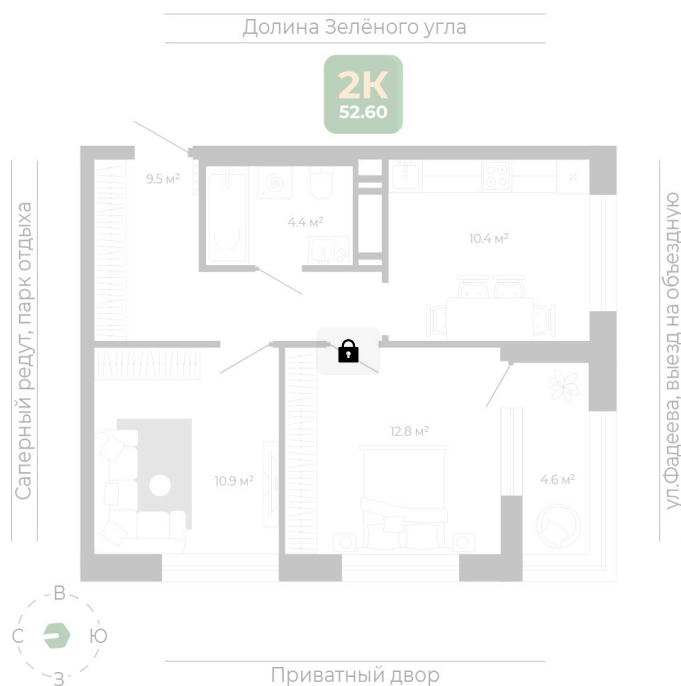 Долина Зелёного угла
2К
52.60
9.5 м²
4.4 м²
10.4 м²
Саперный редут, парк отдыха
ул.Фадеева, выезд на объездную
12.8 м²
10.9 м²
4.6 м²
В
С
Ю
З
Приватный двор